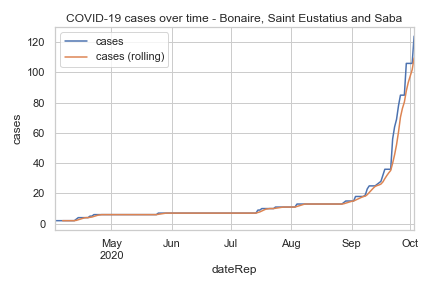 COVID-19 cases over time - Bonaire, Saint Eustatius and Saba
cases
cases (rolling)
120
100
80
60
40
20
0
cases
May Jun Jul Aug Sep Oct
2020
dateRep